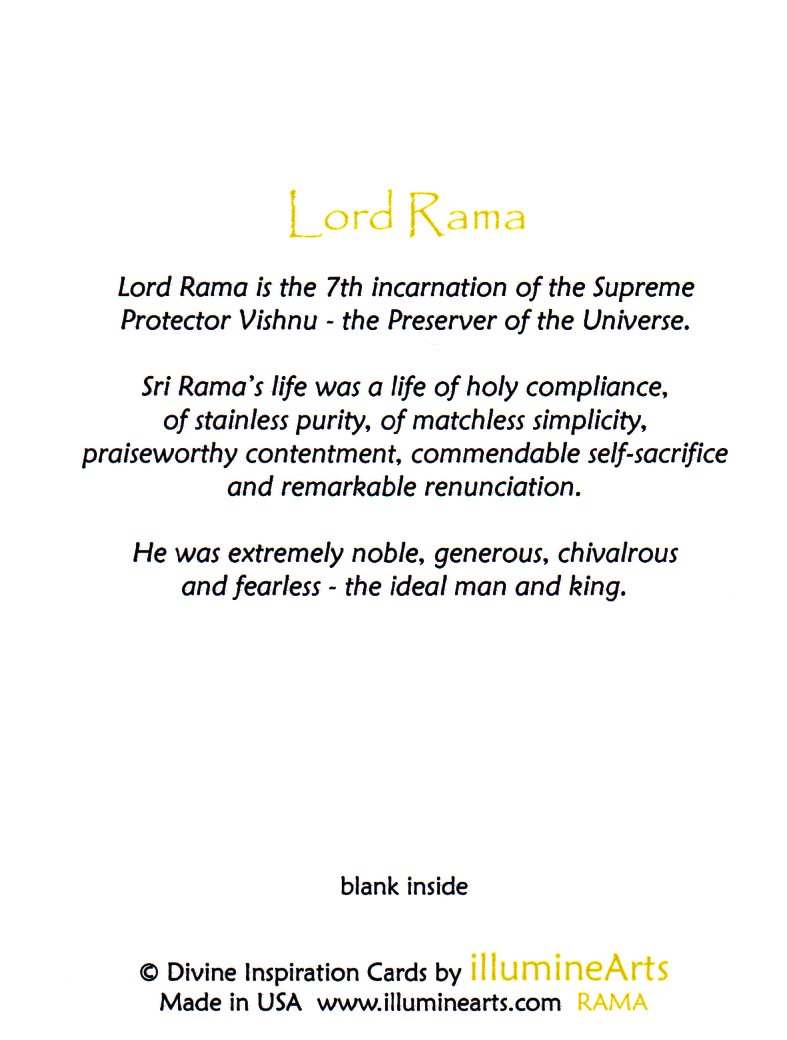 Lord Rama
Lord Rama is the 7th incarnation of the Supreme
Protector Vishnu - the Preserver of the Universe.
Sri Rama's life was a life of holy compliance,
of stainless purity, of matchless simplicity,
praiseworthy contentment, commendable self-sacrifice
and remarkable renunciation.
He was extremely noble, generous, chivalrous
and fearless - the ideal man and king.
blank inside
© Divine Inspiration Cards by illumineArts
Made in USA www.illuminearts.com RAMA